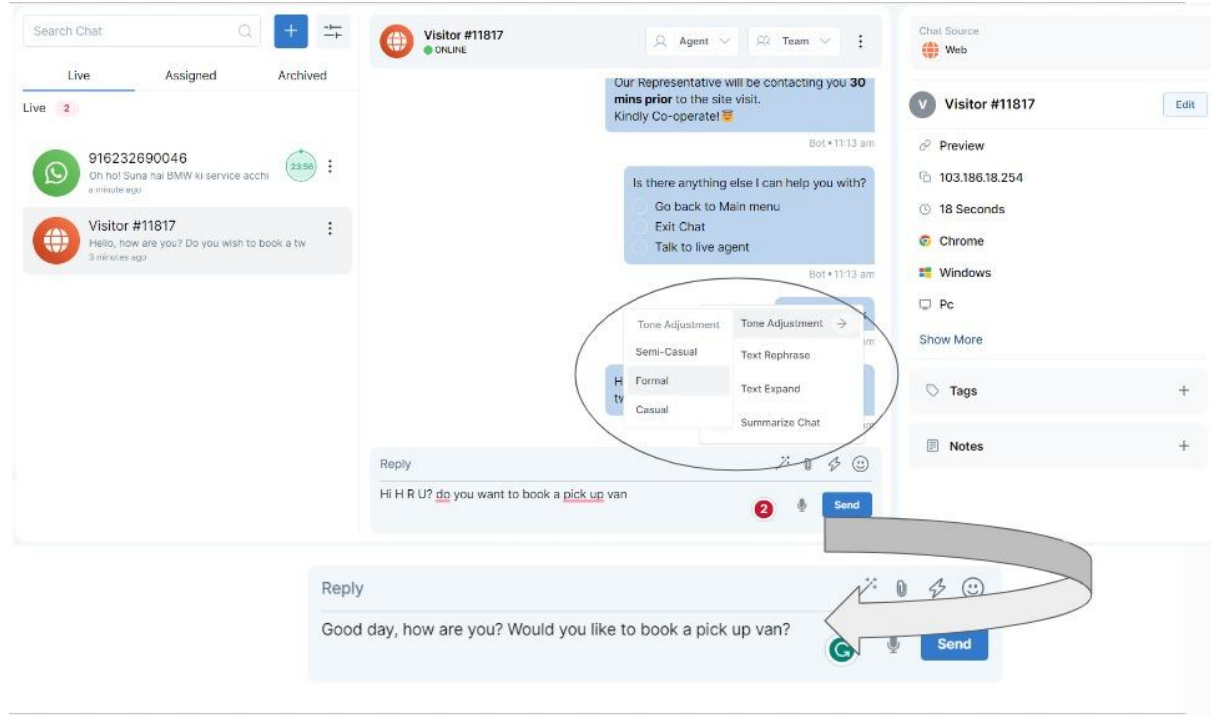 Search Chat
+
Live Assigned Archived
Live 2
916232690046
Oh ho! Suna hai BMW ki service acchi
a minute ago
23:56
Visitor #11817
Hello, how are you? Do you wish to book a tw
3 minutes ago
Visitor #11817
ONLINE
Agent
Team
Our Representative will be contacting you 30
mins prior to the site visit.
Kindly Co-operate!😇
Bot • 11:13 am
Is there anything else I can help you with?
Go back to Main menu
Exit Chat
Talk to live agent
Bot • 11:13 am
Tone Adjustment
Semi-Casual
Formal
Casual
Tone Adjustment →
Text Rephrase
Text Expand
Summarize Chat
H
tw
am
Reply
Hi H R U? do you want to book a pick up van
2
Send
Chat Source
Web
V Visitor #11817
Edit
Preview
103.186.18.254
18 Seconds
Chrome
Windows
Pc
Show More
Tags +
Notes +
Reply
Good day, how are you? Would you like to book a pick up van?
G
Send